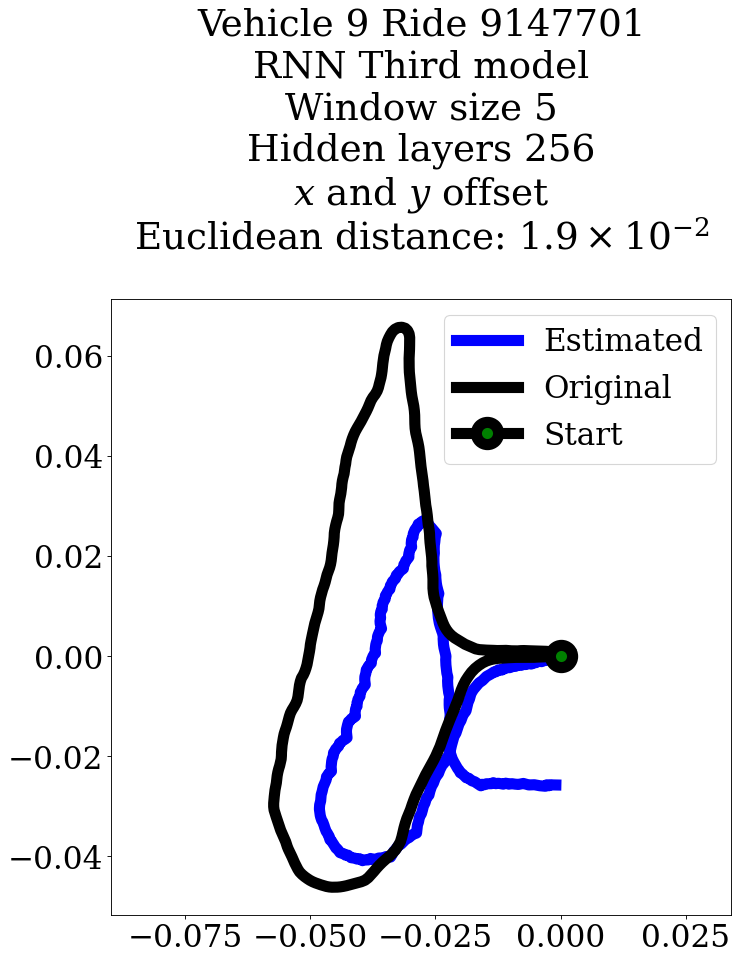 Vehicle 9 Ride 9147701
RNN Third model
Window size 5
Hidden layers 256
x and y offset
Euclidean distance: 1.9 × 10⁻²
Estimated
Original
Start
0.06
0.04
0.02
0.00
−0.02
−0.04
−0.075 −0.050 −0.025 0.000 0.025